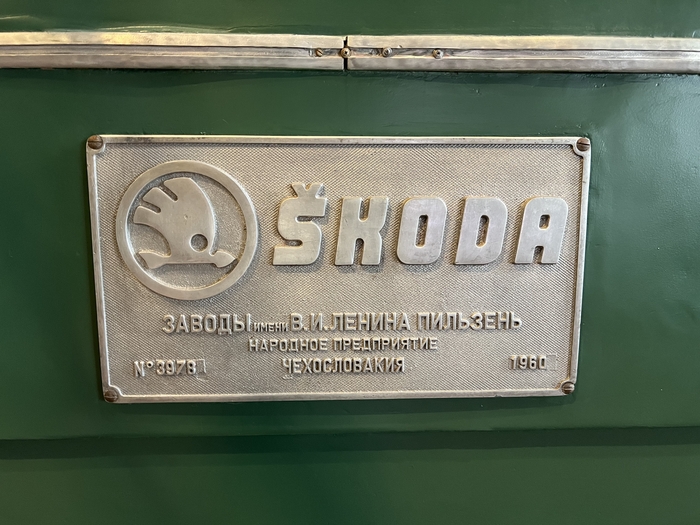 ŠKODA
ЗАВОДЫ ИМЕНИ В.И.ЛЕНИНА ПИЛЬЗЕНЬ
НАРОДНОЕ ПРЕДПРИЯТИЕ
№3978 ЧЕХОСЛОВАКИЯ 1960